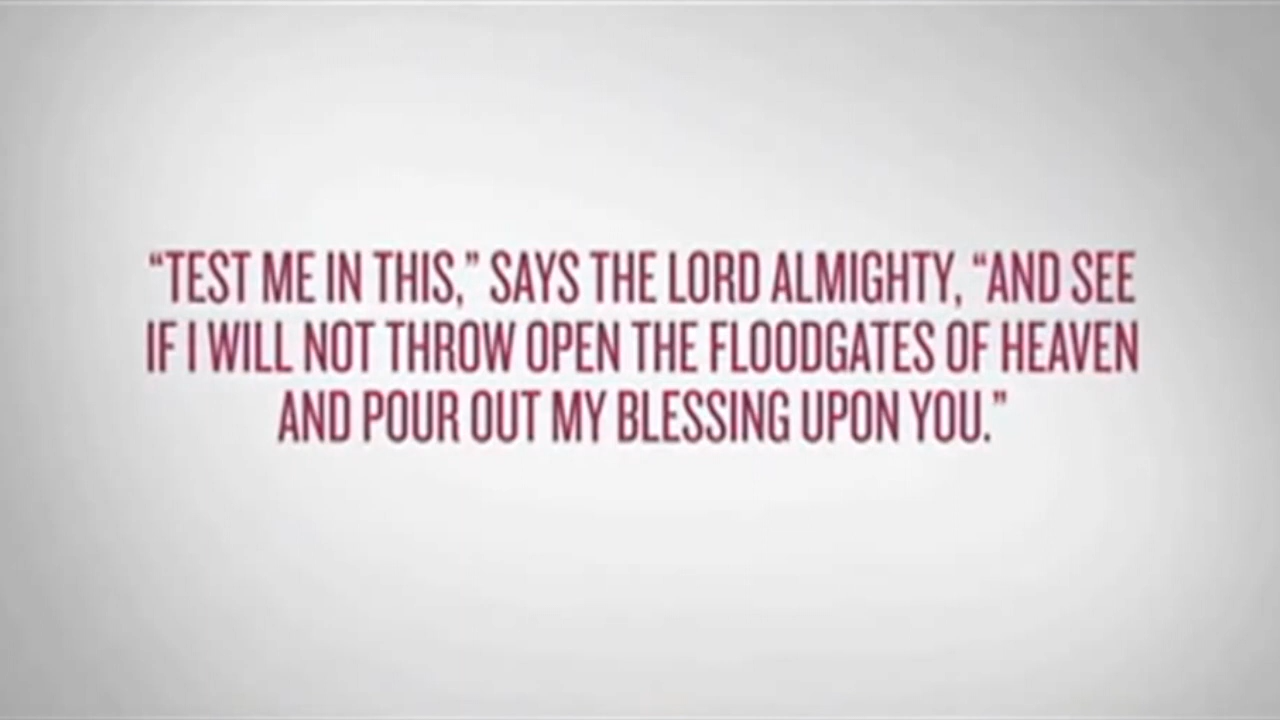 “TEST ME IN THIS,” SAYS THE LORD ALMIGHTY, “AND SEE
IF I WILL NOT THROW OPEN THE FLOODGATES OF HEAVEN
AND POUR OUT MY BLESSING UPON YOU.”